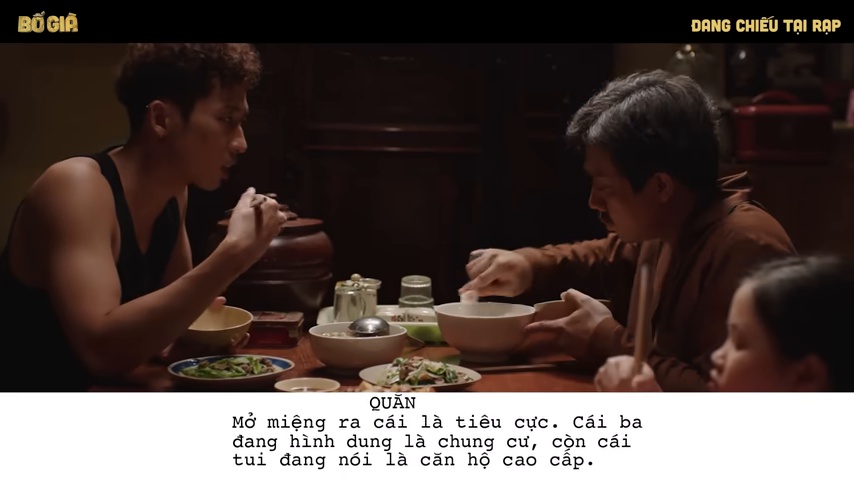 BỐ GIÀ
ĐANG CHIẾU TẠI RẠP
QUĂN
Mở miệng ra cái là tiêu cực. Cái ba
đang hình dung là chung cư, còn cái
tui đang nói là căn hộ cao cấp.